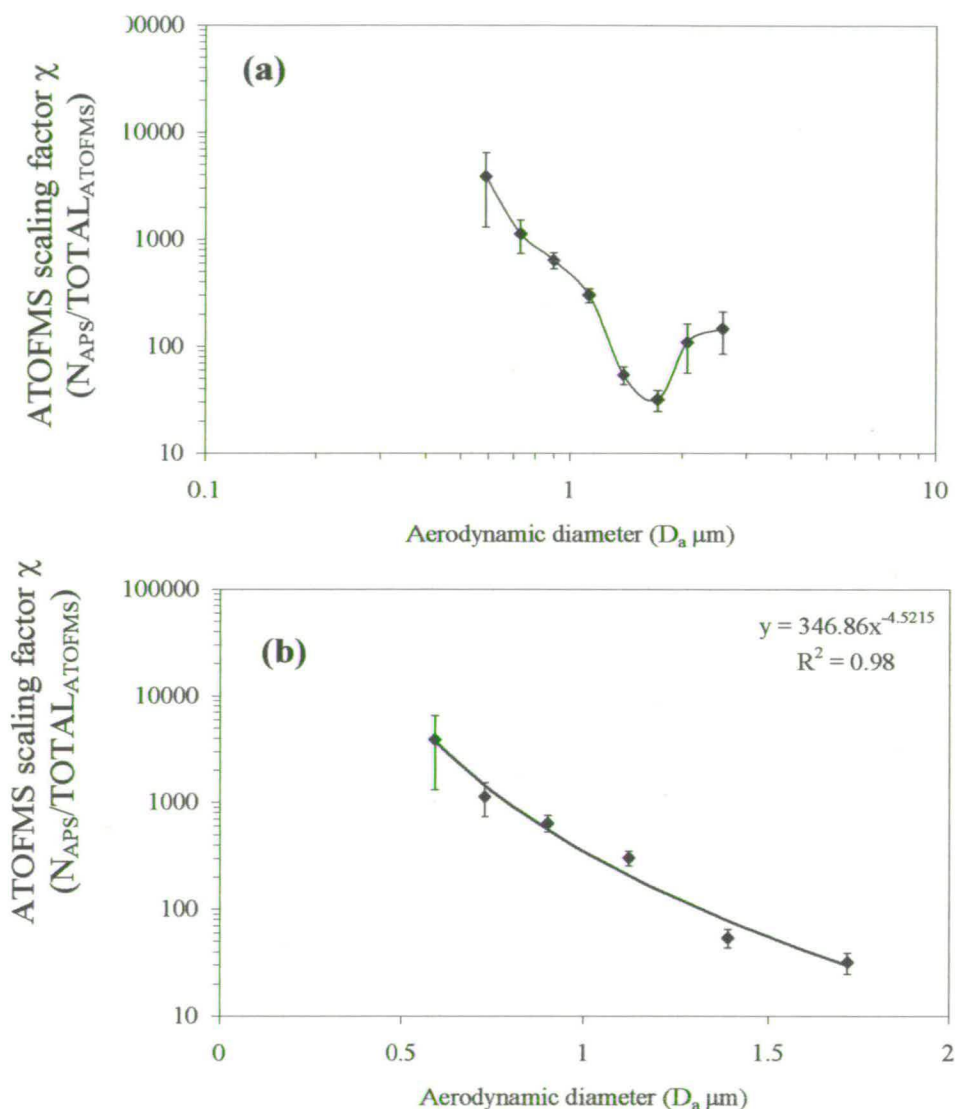 )0000
(a)
10000
1000
100
10
0.1
1
10
ATOFMS scaling factor χ
(NAPS/TOTALATOFMS)
Aerodynamic diameter (Da μm)
100000
(b)
y = 346.86x^-4.5215
R² = 0.98
10000
1000
100
10
0
0.5
1
1.5
2
ATOFMS scaling factor χ
(NAPS/TOTALATOFMS)
Aerodynamic diameter (Da μm)